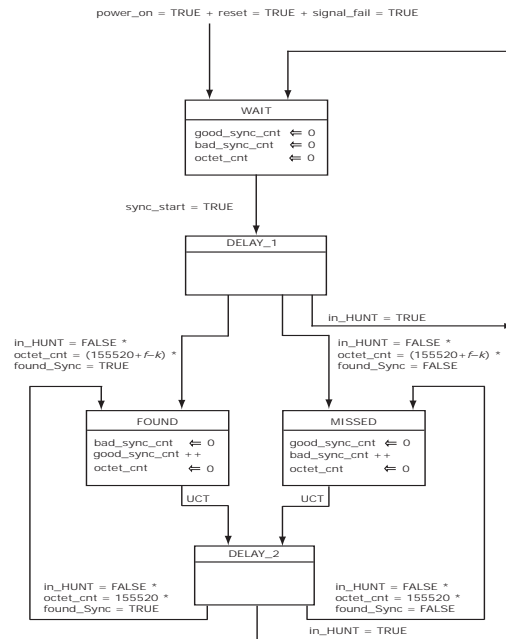 power_on = TRUE + reset = TRUE + signal_fail = TRUE
WAIT
good_sync_cnt ⇐ 0
bad_sync_cnt ⇐ 0
octet_cnt ⇐ 0
sync_start = TRUE
DELAY_1
in_HUNT = TRUE
in_HUNT = FALSE *
octet_cnt = (155520+f–k) *
found_Sync = TRUE
in_HUNT = FALSE *
octet_cnt = (155520+f–k) *
found_Sync = FALSE
FOUND
bad_sync_cnt ⇐ 0
good_sync_cnt ++
octet_cnt ⇐ 0
MISSED
good_sync_cnt ⇐ 0
bad_sync_cnt ++
octet_cnt ⇐ 0
UCT
UCT
DELAY_2
in_HUNT = FALSE *
octet_cnt = 155520 *
found_Sync = TRUE
in_HUNT = FALSE *
octet_cnt = 155520 *
found_Sync = FALSE
in_HUNT = TRUE